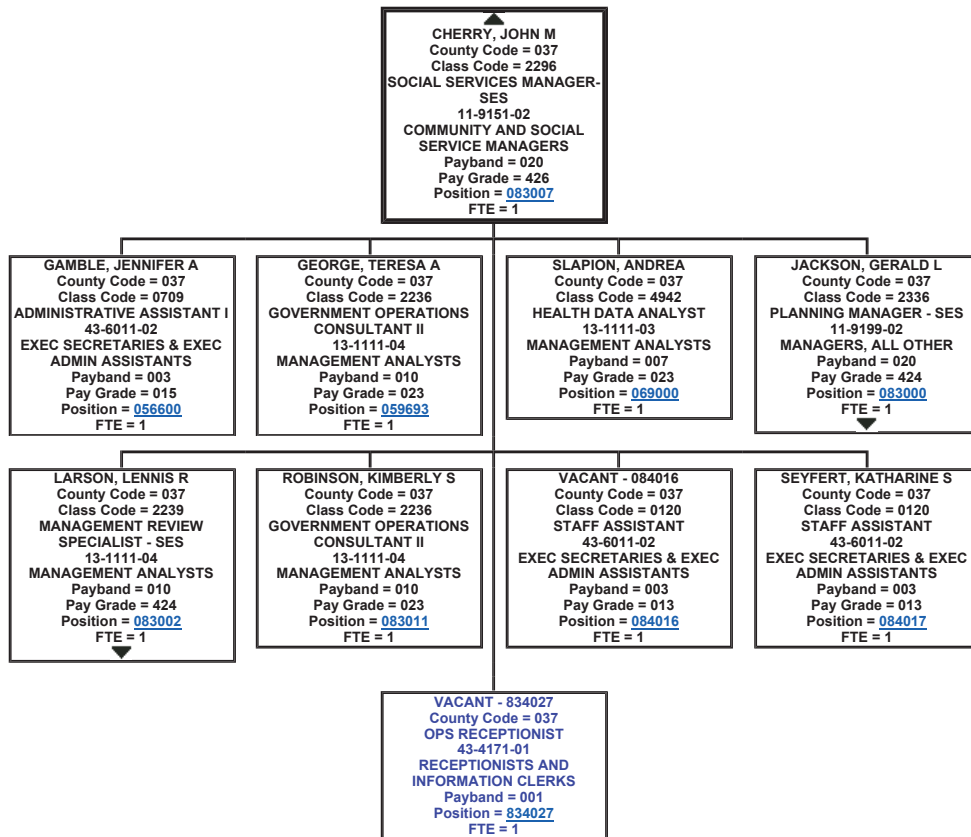 CHERRY, JOHN M
County Code = 037
Class Code = 2296
SOCIAL SERVICES MANAGER-
SES
11-9151-02
COMMUNITY AND SOCIAL
SERVICE MANAGERS
Payband = 020
Pay Grade = 426
Position = 083007
FTE = 1
GAMBLE, JENNIFER A
County Code = 037
Class Code = 0709
ADMINISTRATIVE ASSISTANT I
43-6011-02
EXEC SECRETARIES & EXEC
ADMIN ASSISTANTS
Payband = 003
Pay Grade = 015
Position = 056600
FTE = 1
GEORGE, TERESA A
County Code = 037
Class Code = 2236
GOVERNMENT OPERATIONS
CONSULTANT II
13-1111-04
MANAGEMENT ANALYSTS
Payband = 010
Pay Grade = 023
Position = 059693
FTE = 1
SLAPION, ANDREA
County Code = 037
Class Code = 4942
HEALTH DATA ANALYST
13-1111-03
MANAGEMENT ANALYSTS
Payband = 007
Pay Grade = 023
Position = 069000
FTE = 1
JACKSON, GERALD L
County Code = 037
Class Code = 2336
PLANNING MANAGER - SES
11-9199-02
MANAGERS, ALL OTHER
Payband = 020
Pay Grade = 424
Position = 083000
FTE = 1
LARSON, LENNIS R
County Code = 037
Class Code = 2239
MANAGEMENT REVIEW
SPECIALIST - SES
13-1111-04
MANAGEMENT ANALYSTS
Payband = 010
Pay Grade = 424
Position = 083002
FTE = 1
ROBINSON, KIMBERLY S
County Code = 037
Class Code = 2236
GOVERNMENT OPERATIONS
CONSULTANT II
13-1111-04
MANAGEMENT ANALYSTS
Payband = 010
Pay Grade = 023
Position = 083011
FTE = 1
VACANT - 084016
County Code = 037
Class Code = 0120
STAFF ASSISTANT
43-6011-02
EXEC SECRETARIES & EXEC
ADMIN ASSISTANTS
Payband = 003
Pay Grade = 013
Position = 084016
FTE = 1
SEYFERT, KATHARINE S
County Code = 037
Class Code = 0120
STAFF ASSISTANT
43-6011-02
EXEC SECRETARIES & EXEC
ADMIN ASSISTANTS
Payband = 003
Pay Grade = 013
Position = 084017
FTE = 1
VACANT - 834027
County Code = 037
OPS RECEPTIONIST
43-4171-01
RECEPTIONISTS AND
INFORMATION CLERKS
Payband = 001
Position = 834027
FTE = 1